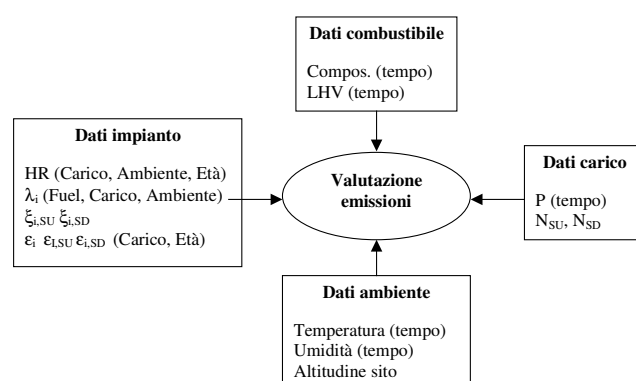 Dati combustibile
Compos. (tempo)
LHV (tempo)
Dati impianto
HR (Carico, Ambiente, Età)
λi (Fuel, Carico, Ambiente)
ξi,SU ξi,SD
εi εI,SU εi,SD (Carico, Età)
Valutazione
emissioni
Dati carico
P (tempo)
NSU, NSD
Dati ambiente
Temperatura (tempo)
Umidità (tempo)
Altitudine sito